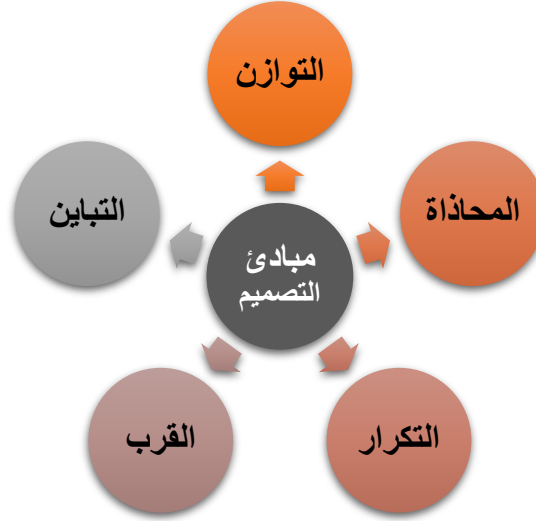 التوازن
المحاذاة
التباين
مبادئ
التصميم
التكرار
القرب